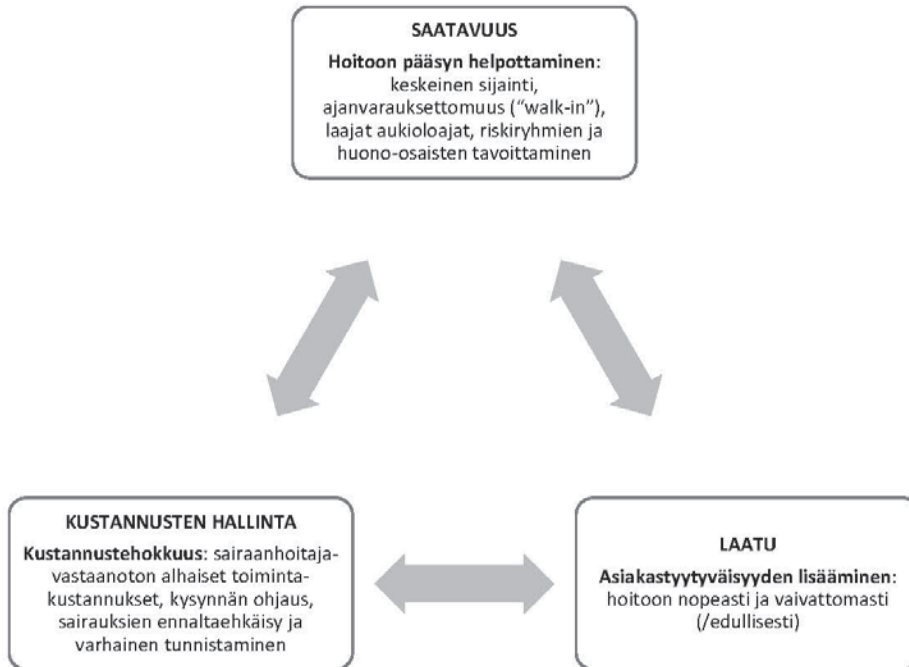 SAATAVUUS
Hoitoon pääsyn helpottaminen:
keskeinen sijainti,
ajanvarauksettomuus (“walk-in”),
laajat aukioloajat, riskiryhmien ja
huono-osaisten tavoittaminen
KUSTANNUSTEN HALLINTA
Kustannustehokkuus: sairaanhoitaja-
vastaanoton alhaiset toiminta-
kustannukset, kysynnän ohjaus,
sairauksien ennaltaehkäisy ja
varhainen tunnistaminen
LAATU
Asiakastyytyväisyyden lisääminen:
hoitoon nopeasti ja vaivattomasti
(/edullisesti)